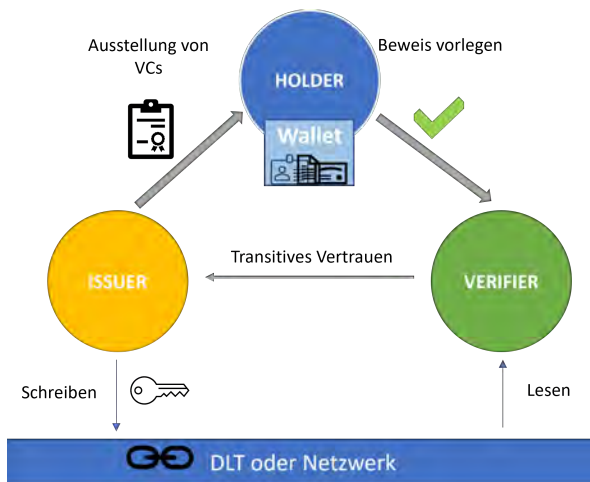 Ausstellung von
VCs
Beweis vorlegen
HOLDER
Wallet
Transitives Vertrauen
ISSUER
VERIFIER
Schreiben
Lesen
DLT oder Netzwerk